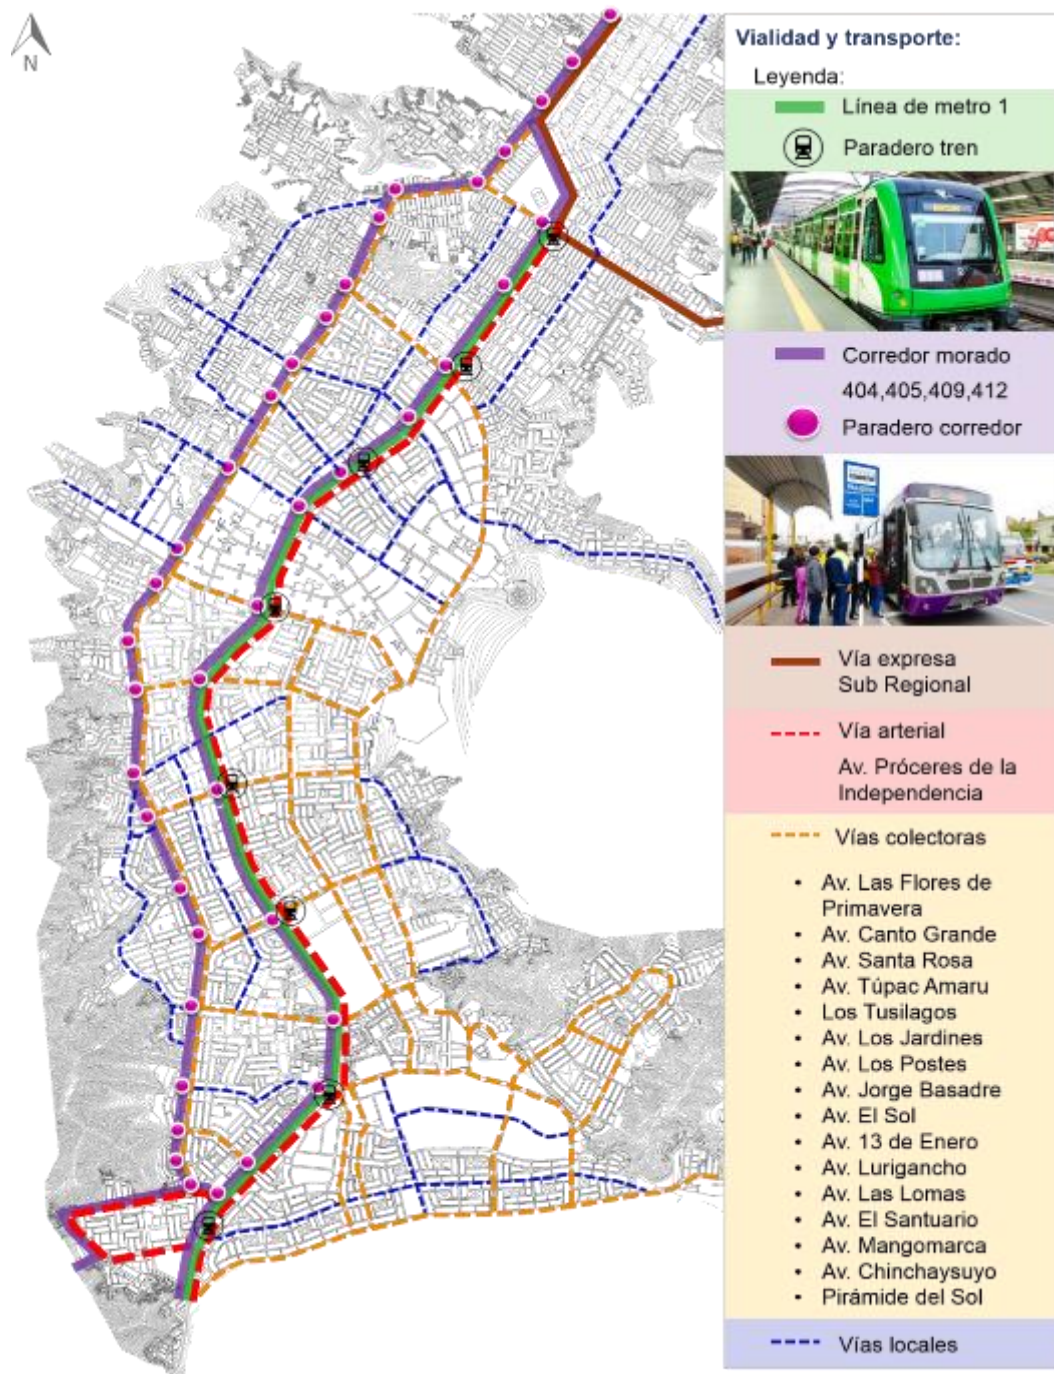 N
Vialidad y transporte:
Leyenda:
Línea de metro 1
Paradero tren
Corredor morado
404,405,409,412
Paradero corredor
Vía expresa
Sub Regional
Vía arterial
Av. Próceres de la
Independencia
Vías colectoras
• Av. Las Flores de
Primavera
• Av. Canto Grande
• Av. Santa Rosa
• Av. Túpac Amaru
• Los Tusilagos
• Av. Los Jardines
• Av. Los Postes
• Av. Jorge Basadre
• Av. El Sol
• Av. 13 de Enero
• Av. Lurigancho
• Av. Las Lomas
• Av. El Santuario
• Av. Mangomarca
• Av. Chinchaysuyo
• Pirámide del Sol
Vías locales